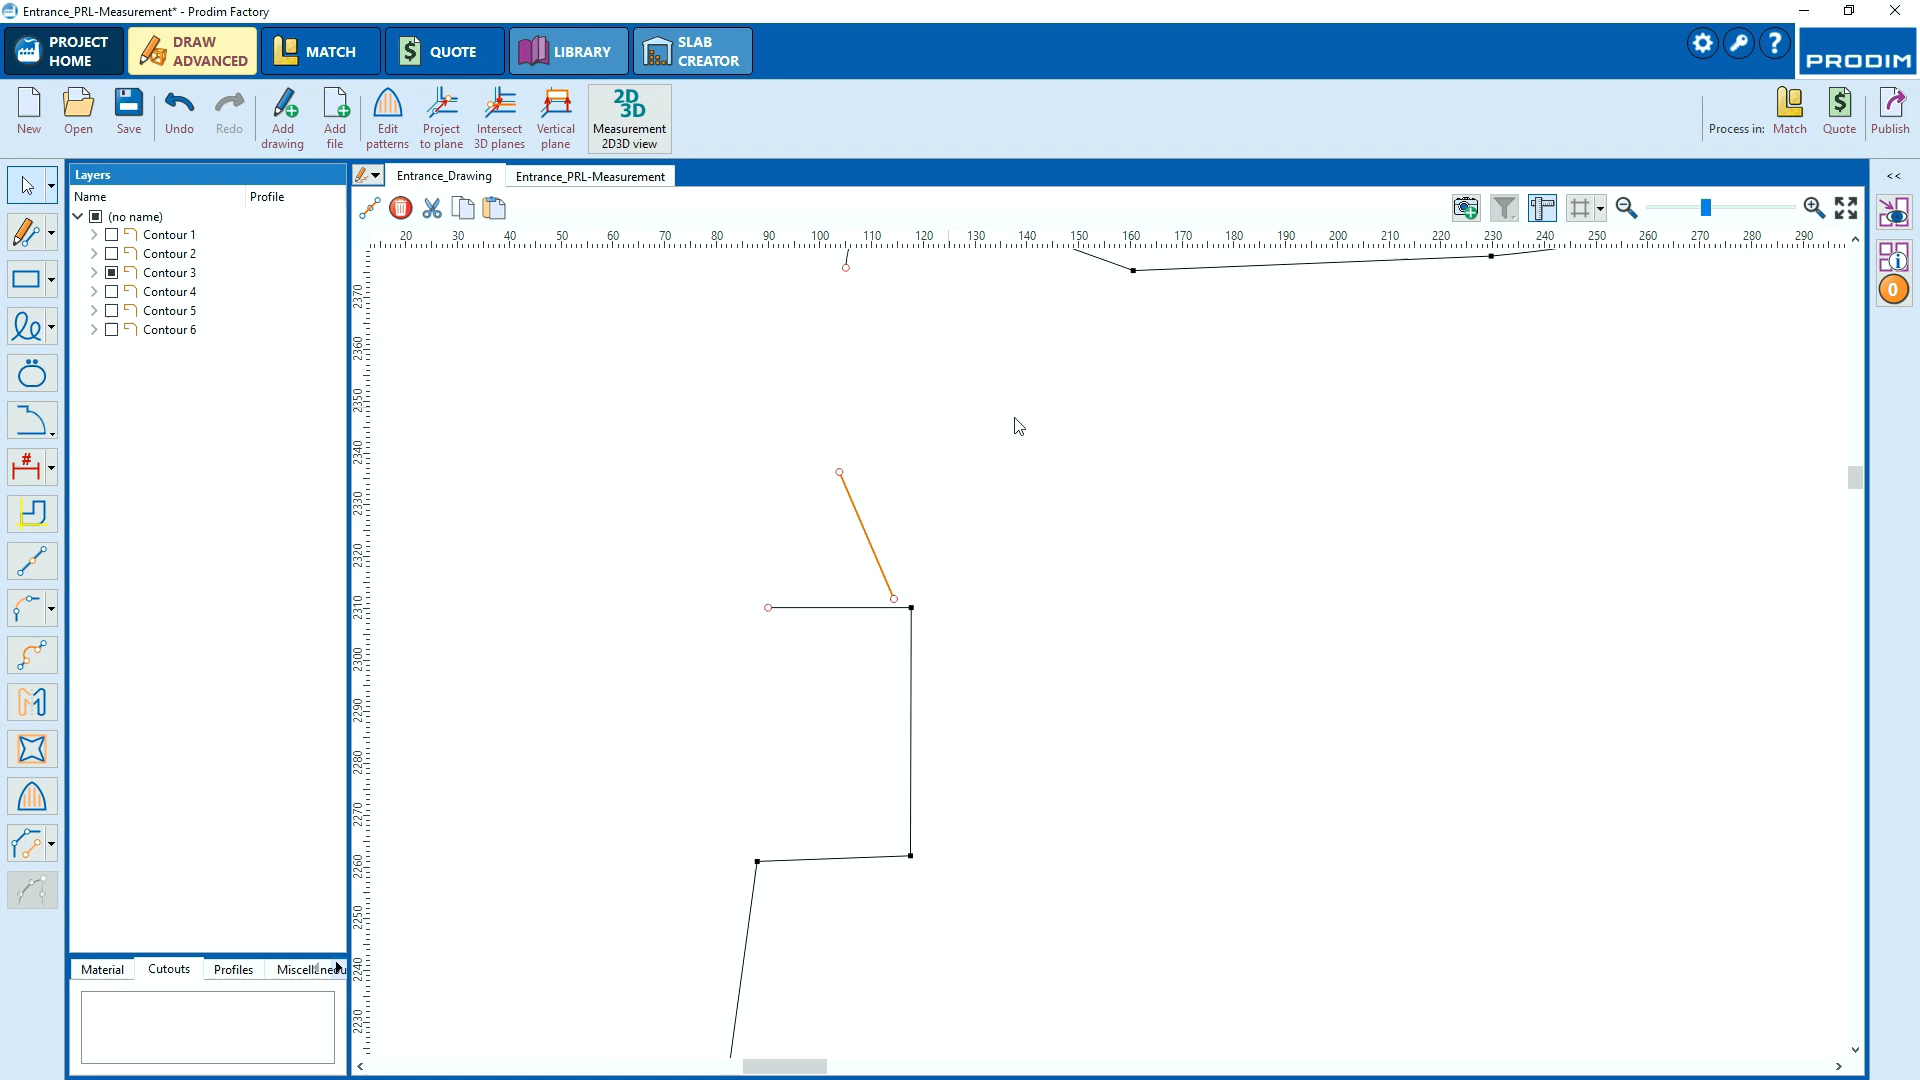 Entrance_PRL-Measurement* - Prodim Factory
PROJECT HOME
DRAW ADVANCED
MATCH
QUOTE
LIBRARY
SLAB CREATOR
PRODIM
New
Open
Save
Undo
Redo
Add drawing
Add file
Edit patterns
Project to plane
Intersect 3D planes
Vertical plane
2D 3D
Measurement 2D3D view
Process in:
Match
Quote
Publish
Layers
Entrance_Drawing
Entrance_PRL-Measurement
<<
Name
Profile
(no name)
Contour 1
Contour 2
Contour 3
Contour 4
Contour 5
Contour 6
0
20 30 40 50 60 70 80 90 100 110 120 130 140 150 160 170 180 190 200 210 220 230 240 250 260 270 280 290
2370
2360
2350
2340
2330
2320
2310
2300
2290
2280
2270
2260
2250
2240
2230
#
Material
Cutouts
Profiles